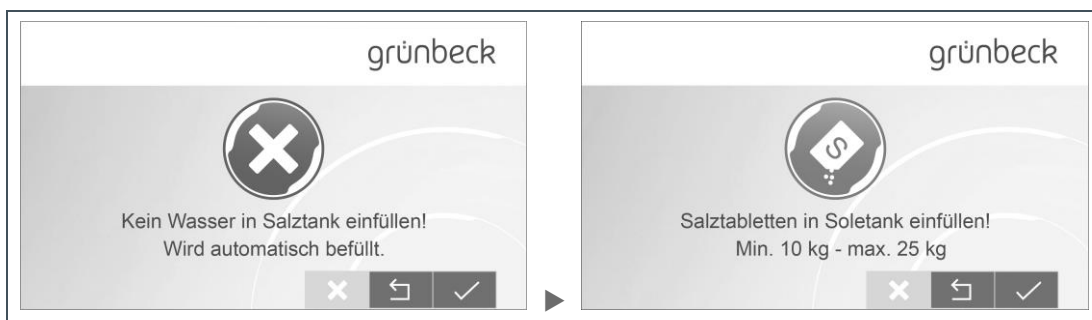 grünbeck
Kein Wasser in Salztank einfüllen!
Wird automatisch befüllt.
grünbeck
S
Salztabletten in Soletank einfüllen!
Min. 10 kg - max. 25 kg